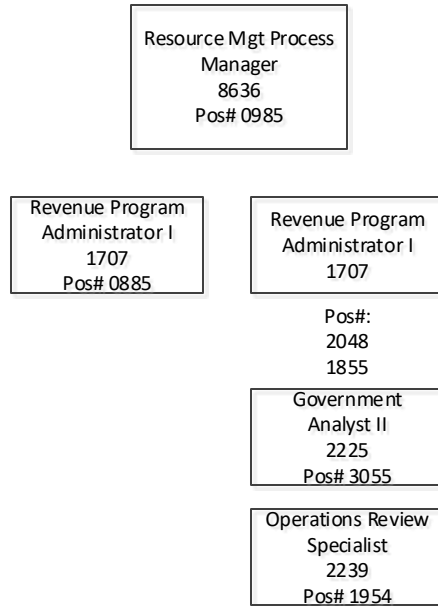 Resource Mgt Process
Manager
8636
Pos# 0985
Revenue Program
Administrator I
1707
Pos# 0885
Revenue Program
Administrator I
1707
Pos#:
2048
1855
Government
Analyst II
2225
Pos# 3055
Operations Review
Specialist
2239
Pos# 1954